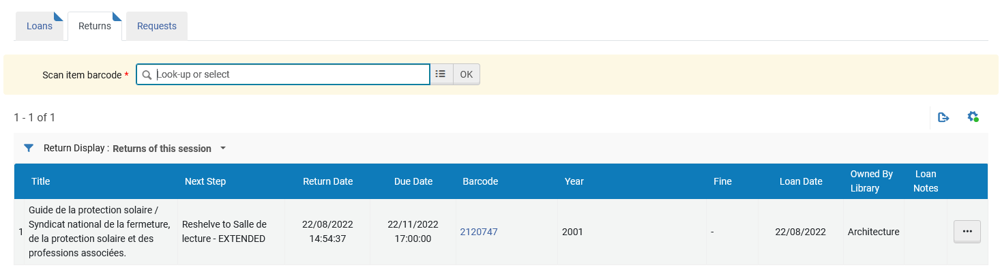 Loans
Returns
Requests
Scan item barcode *
Look-up or select
OK
1 - 1 of 1
Return Display : Returns of this session
Title
Next Step
Return Date
Due Date
Barcode
Year
Fine
Loan Date
Owned By
Library
Loan
Notes
1
Guide de la protection solaire /
Syndicat national de la fermeture,
de la protection solaire et des
professions associées.
Reshelve to Salle de
lecture - EXTENDED
22/08/2022
14:54:37
22/11/2022
17:00:00
2120747
2001
-
22/08/2022
Architecture